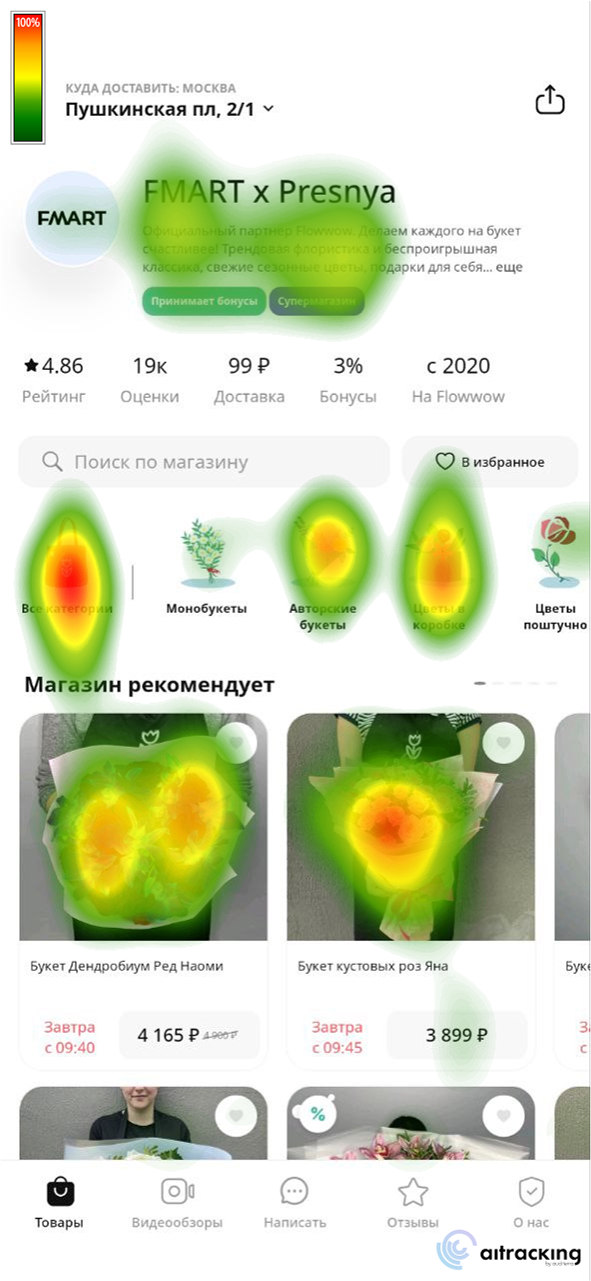 100%
КУДА ДОСТАВИТЬ: МОСКВА
Пушкинская пл, 2/1
FMART
FMART x Presnya
Официальный партнер Flowwow. Делаем каждого на букет
счастливее! Трендовая флористика и беспроигрышная
классика, свежие сезонные цветы, подарки для себя... еще
Принимает бонусы Супермагазин
4.86 19к 99 ₽ 3% с 2020
Рейтинг Оценки Доставка Бонусы На Flowwow
Поиск по магазину В избранное
Все категории Монобукеты Авторские Цветы в Цветы
букеты коробке поштучно
Магазин рекомендует
Букет Дендробиум Ред Наоми Букет кустовых роз Яна Буке
Завтра Завтра З
с 09:40 4 165 ₽ 4 900 ₽ с 09:45 3 899 ₽ с
%
Товары Видеообзоры Написать Отзывы О нас
aitracking